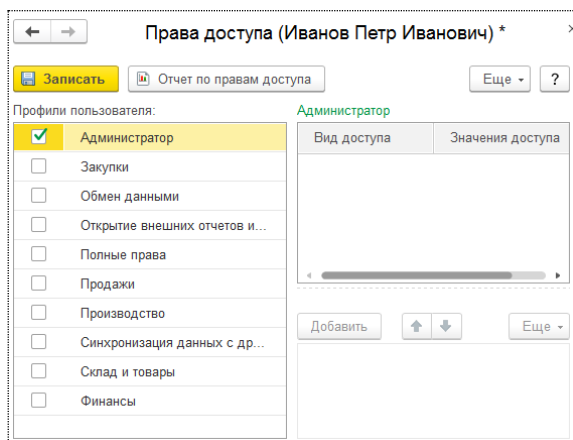 Права доступа (Иванов Петр Иванович) *
Записать
Отчет по правам доступа
Еще
?
Профили пользователя:
Администратор
Закупки
Обмен данными
Открытие внешних отчетов и...
Полные права
Продажи
Производство
Синхронизация данных с др...
Склад и товары
Финансы
Администратор
Вид доступа
Значения доступа
Добавить
Еще